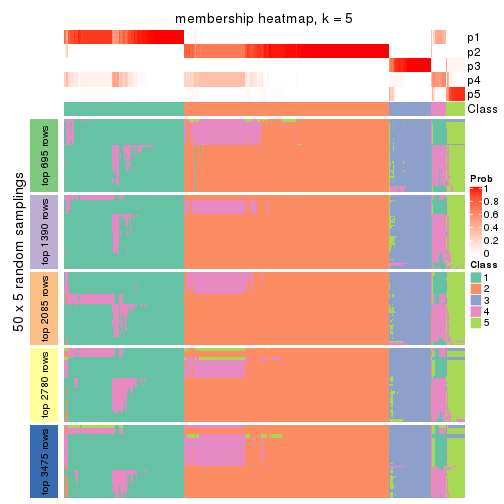 membership heatmap, k = 5
p1
p2
p3
p4
p5
Class
50 x 5 random samplings
top 695 rows
top 1390 rows
top 2085 rows
top 2780 rows
top 3475 rows
Prob
1
0.8
0.6
0.4
0.2
0
Class
1
2
3
4
5